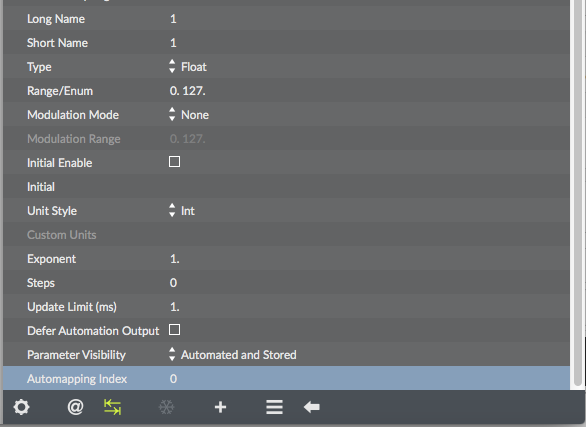 Long Name 1
Short Name 1
Type Float
Range/Enum 0. 127.
Modulation Mode None
Modulation Range 0. 127.
Initial Enable
Initial
Unit Style Int
Custom Units
Exponent 1.
Steps 0
Update Limit (ms) 1.
Defer Automation Output
Parameter Visibility Automated and Stored
Automapping Index 0
@